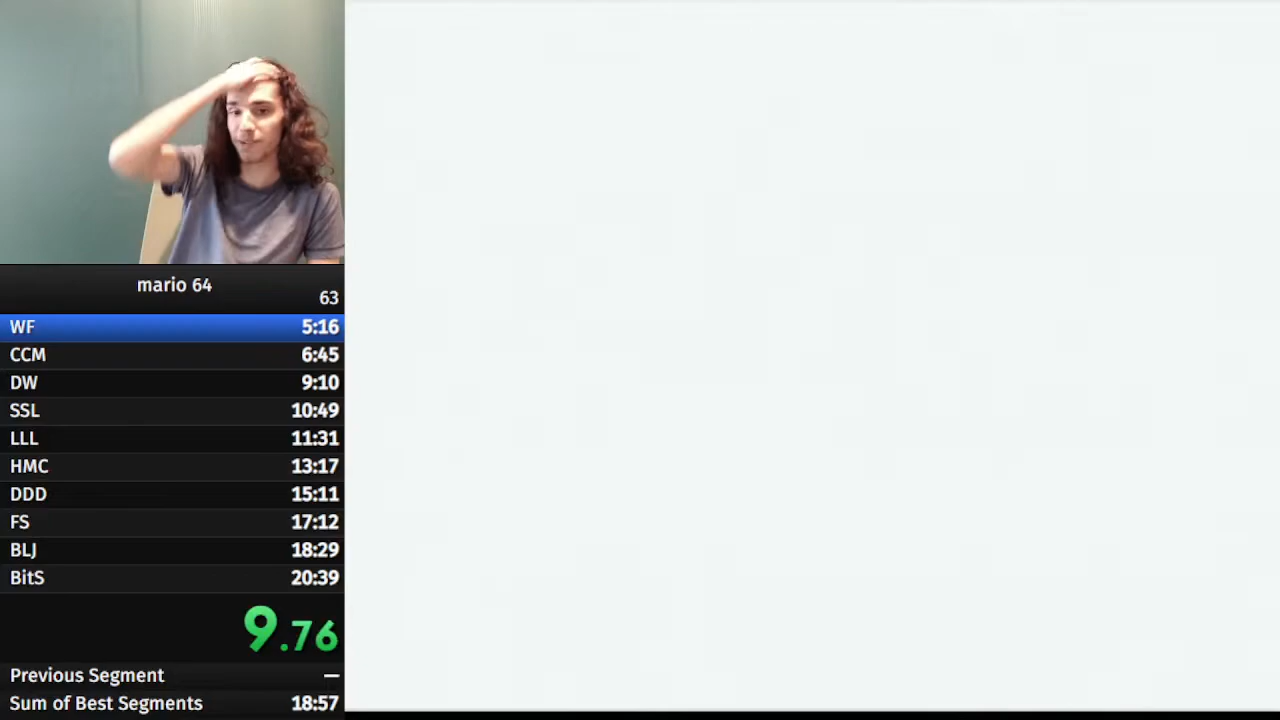 mario 64
63
WF 5:16
CCM 6:45
DW 9:10
SSL 10:49
LLL 11:31
HMC 13:17
DDD 15:11
FS 17:12
BLJ 18:29
BitS 20:39
9.76
Previous Segment —
Sum of Best Segments 18:57